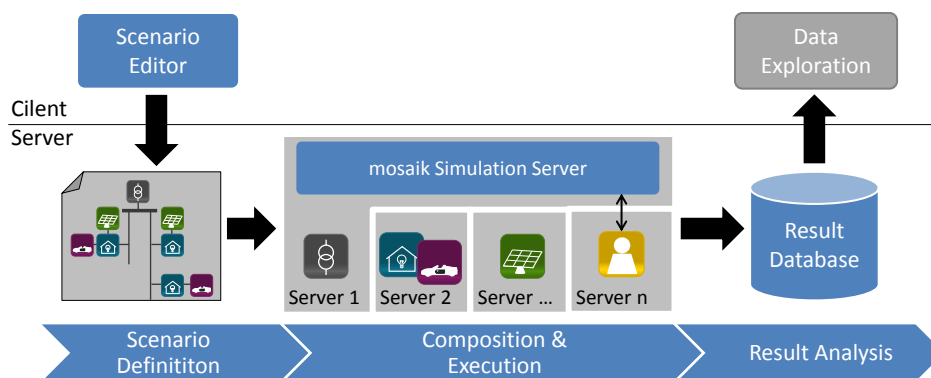 Scenario
Editor
Data
Exploration
Cilent
Server
mosaik Simulation Server
Server 1
Server 2
Server ...
Server n
Result
Database
Scenario
Definititon
Composition &
Execution
Result Analysis